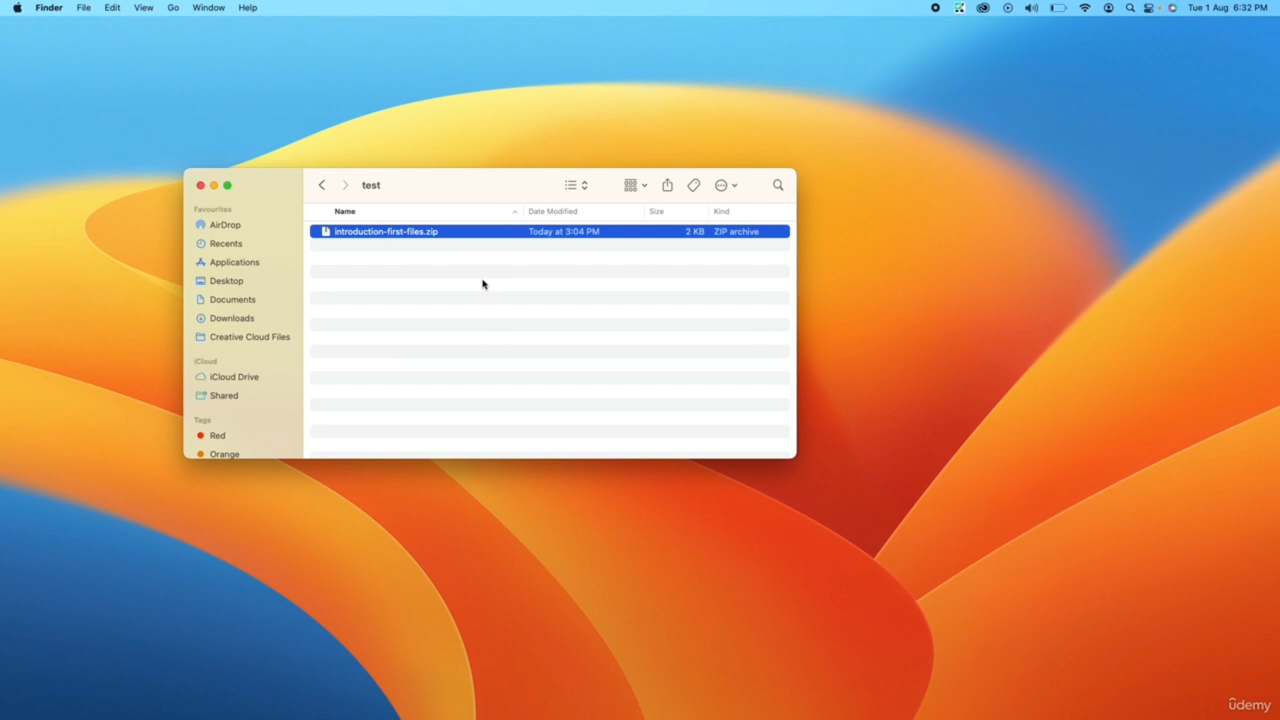 Finder File Edit View Go Window Help Tue 1 Aug 6:32 PM
test
Favourites
AirDrop
Recents
Applications
Desktop
Documents
Downloads
Creative Cloud Files
iCloud
iCloud Drive
Shared
Tags
Red
Orange
Name Date Modified Size Kind
introduction-first-files.zip Today at 3:04 PM 2 KB ZIP archive
ûdemy